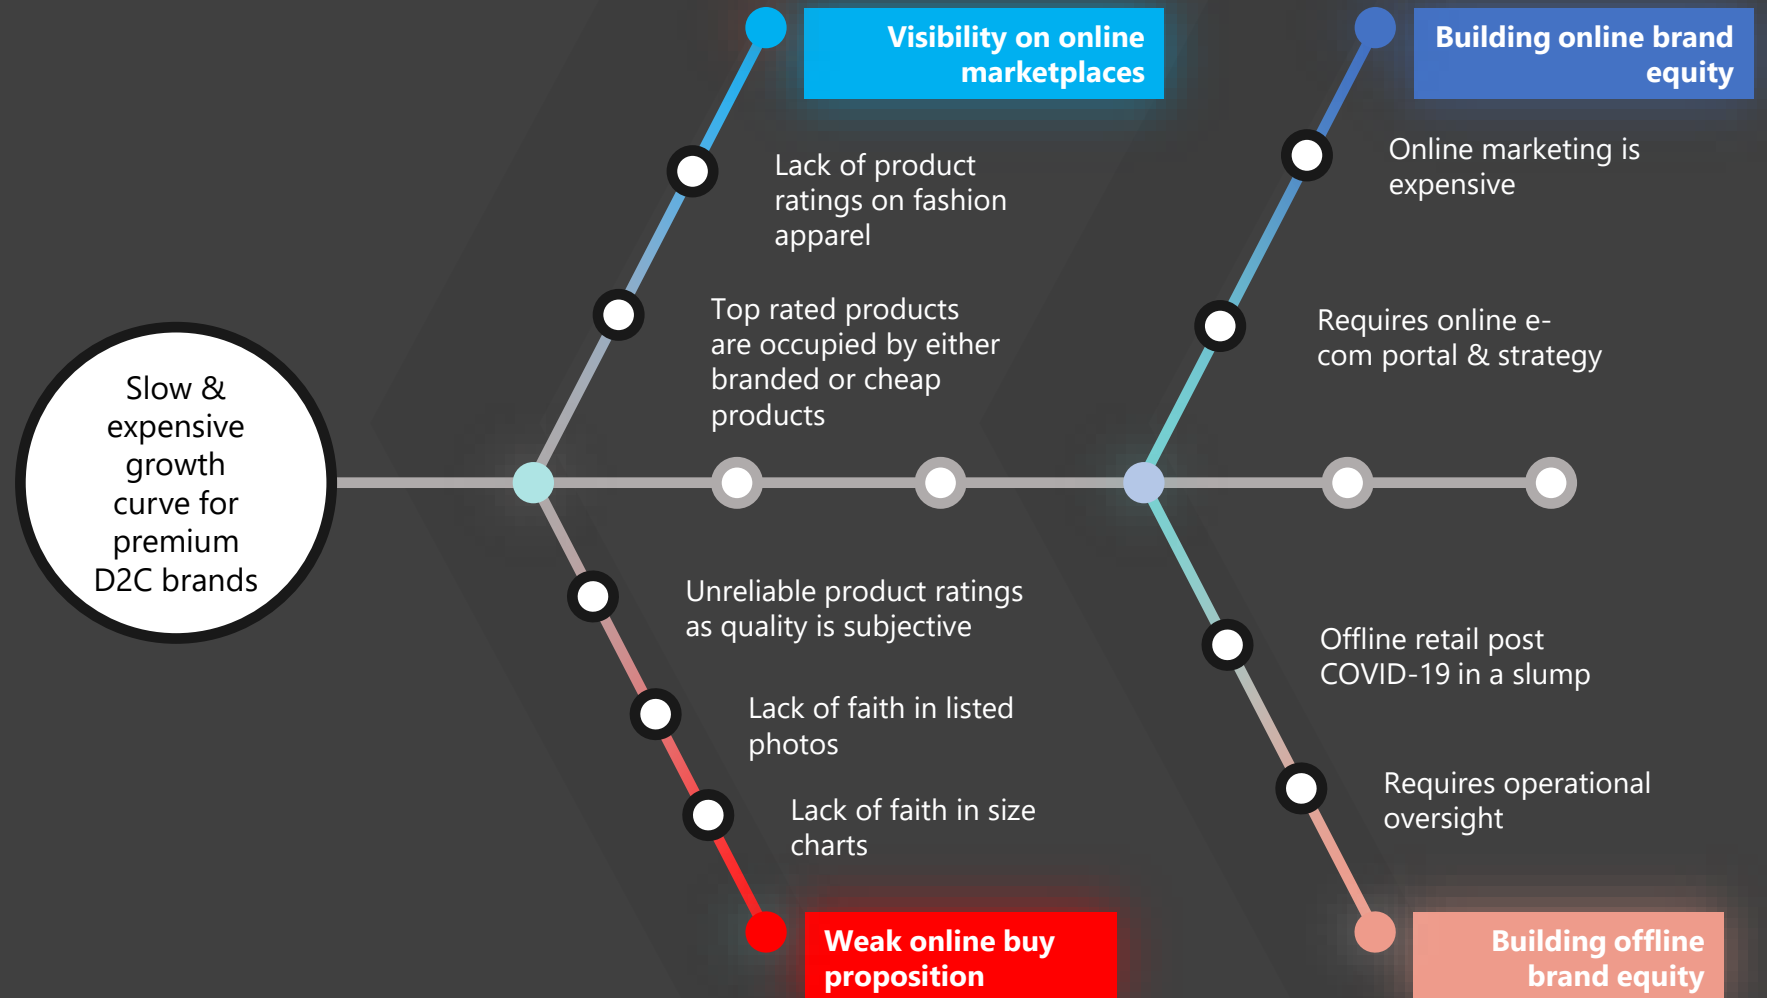 Visibility on online
marketplaces
Building online brand
equity
Lack of product
ratings on fashion
apparel
Online marketing is
expensive
Top rated products
are occupied by either
branded or cheap
products
Requires online e-
com portal & strategy
Slow &
expensive
growth
curve for
premium
D2C brands
Unreliable product ratings
as quality is subjective
Offline retail post
COVID-19 in a slump
Lack of faith in listed
photos
Requires operational
oversight
Lack of faith in size
charts
Weak online buy
proposition
Building offline
brand equity